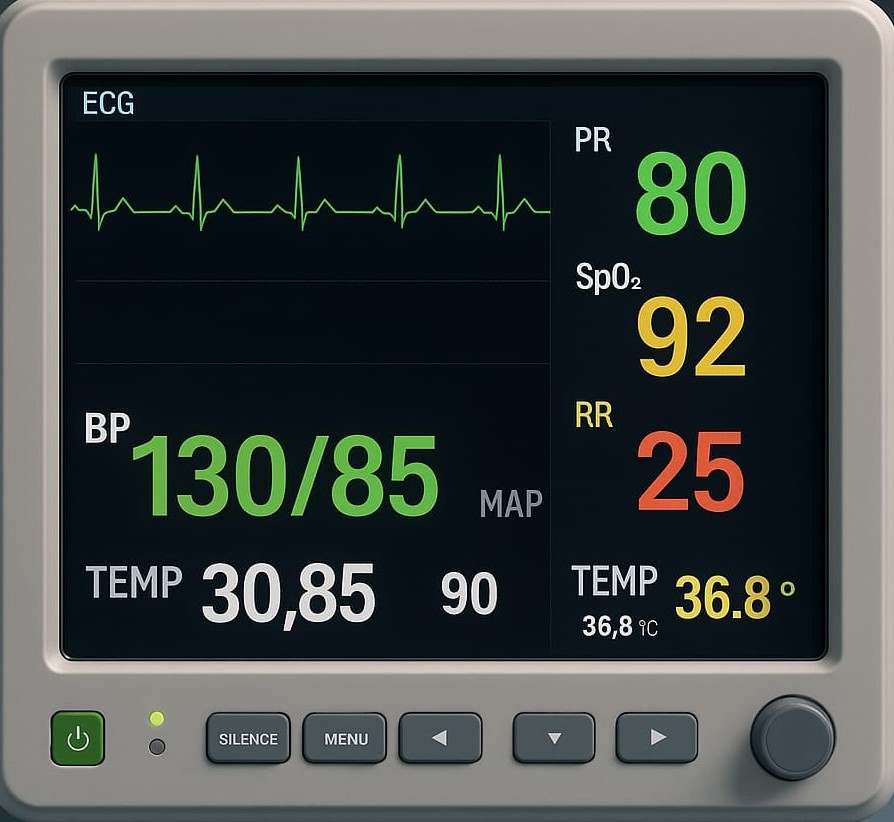 ECG
PR
80
SpO₂
92
RR
25
BP
130/85
MAP
TEMP 30,85 90
TEMP 36.8 °
36,8 °C
SILENCE MENU